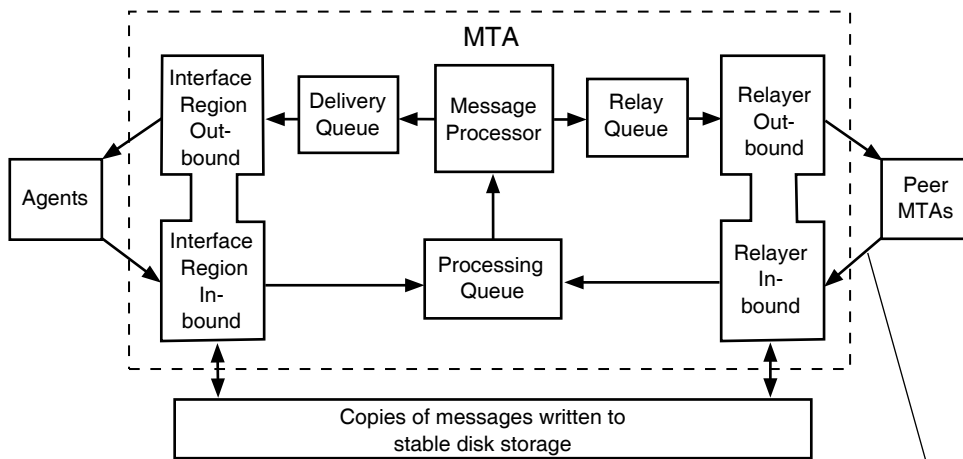 MTA
Interface
Region
Out-
bound
Delivery
Queue
Message
Processor
Relay
Queue
Relayer
Out-
bound
Agents
Peer
MTAs
Interface
Region
In-
bound
Processing
Queue
Relayer
In-
bound
Copies of messages written to
stable disk storage